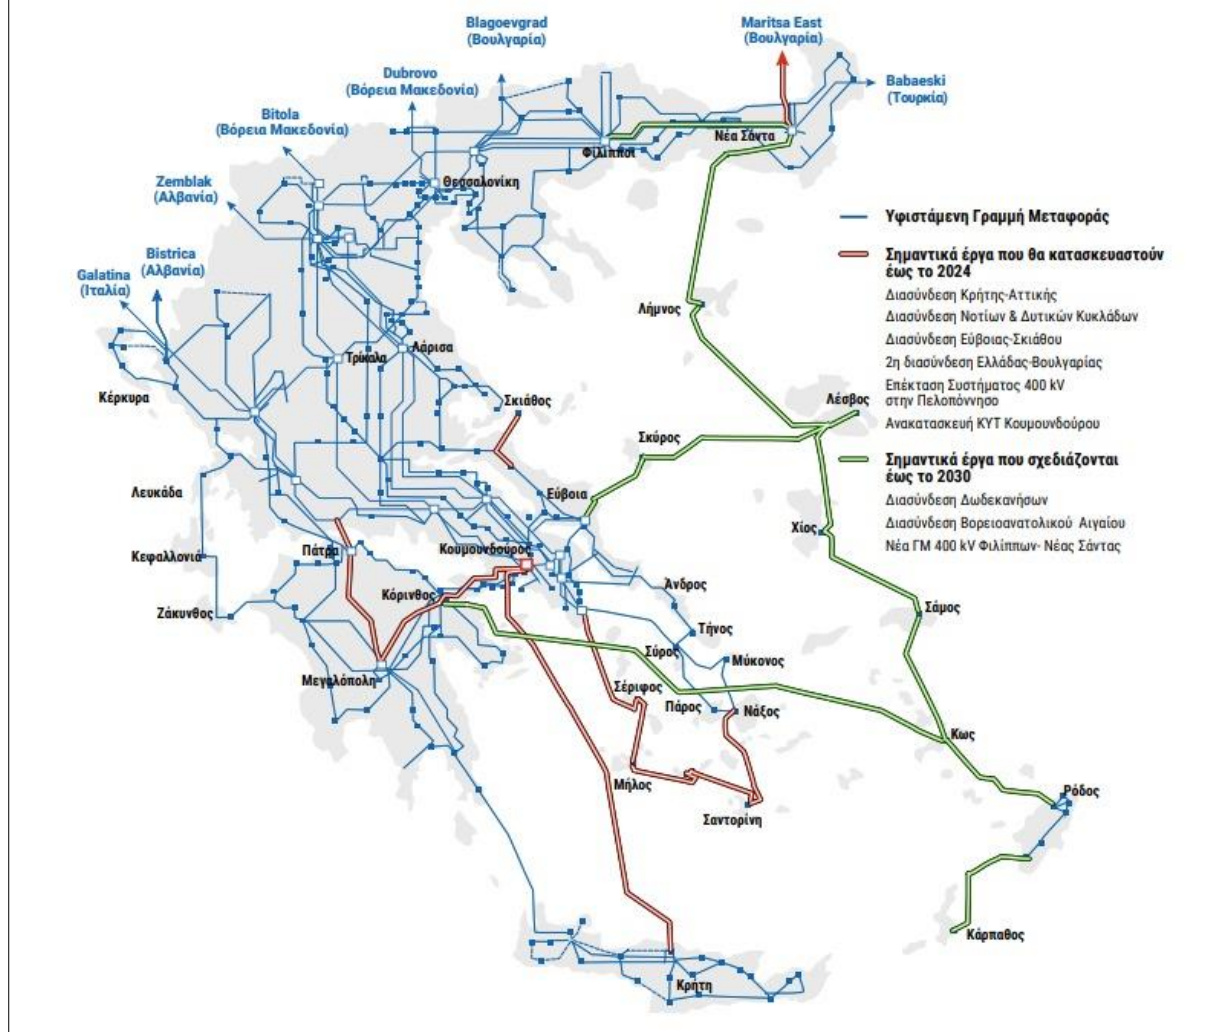 Blagoevgrad
(Βουλγαρία)
Maritsa East
(Βουλγαρία)
Dubrovo
(Βόρεια Μακεδονία)
Babaeski
(Τουρκία)
Bitola
(Βόρεια Μακεδονία)
Νέα Σάντα
Φίλιπποι
Zemblak
(Αλβανία)
Θεσσαλονίκη
Bistrica
(Αλβανία)
Galatina
(Ιταλία)
Υφιστάμενη Γραμμή Μεταφοράς
Σημαντικά έργα που θα κατασκευαστούν
έως το 2024
Διασύνδεση Κρήτης-Αττικής
Διασύνδεση Νοτίων & Δυτικών Κυκλάδων
Διασύνδεση Εύβοιας-Σκιάθου
2η διασύνδεση Ελλάδας-Βουλγαρίας
Επέκταση Συστήματος 400 kV
στην Πελοπόννησο
Ανακατασκευή ΚΥΤ Κουμουνδούρου
Σημαντικά έργα που σχεδιάζονται
έως το 2030
Διασύνδεση Δωδεκανήσων
Διασύνδεση Βορειοανατολικού Αιγαίου
Νέα ΓΜ 400 kV Φιλίππων- Νέας Σάντας
Λήμνος
Τρίκαλα
Λάρισα
Κέρκυρα
Σκιάθος
Λέσβος
Σκύρος
Λευκάδα
Εύβοια
Χίος
Κεφαλλονιά
Πάτρα
Κουμουνδούρος
Ζάκυνθος
Κόρινθος
Άνδρος
Σάμος
Τήνος
Σύρος
Μύκονος
Μεγαλόπολη
Σέριφος
Πάρος
Νάξος
Κως
Μήλος
Σαντορίνη
Ρόδος
Κάρπαθος
Κρήτη